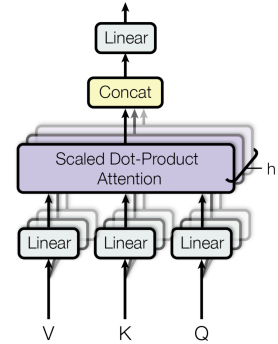 Linear
Concat
Scaled Dot-Product
Attention
h
Linear Linear Linear
V K Q